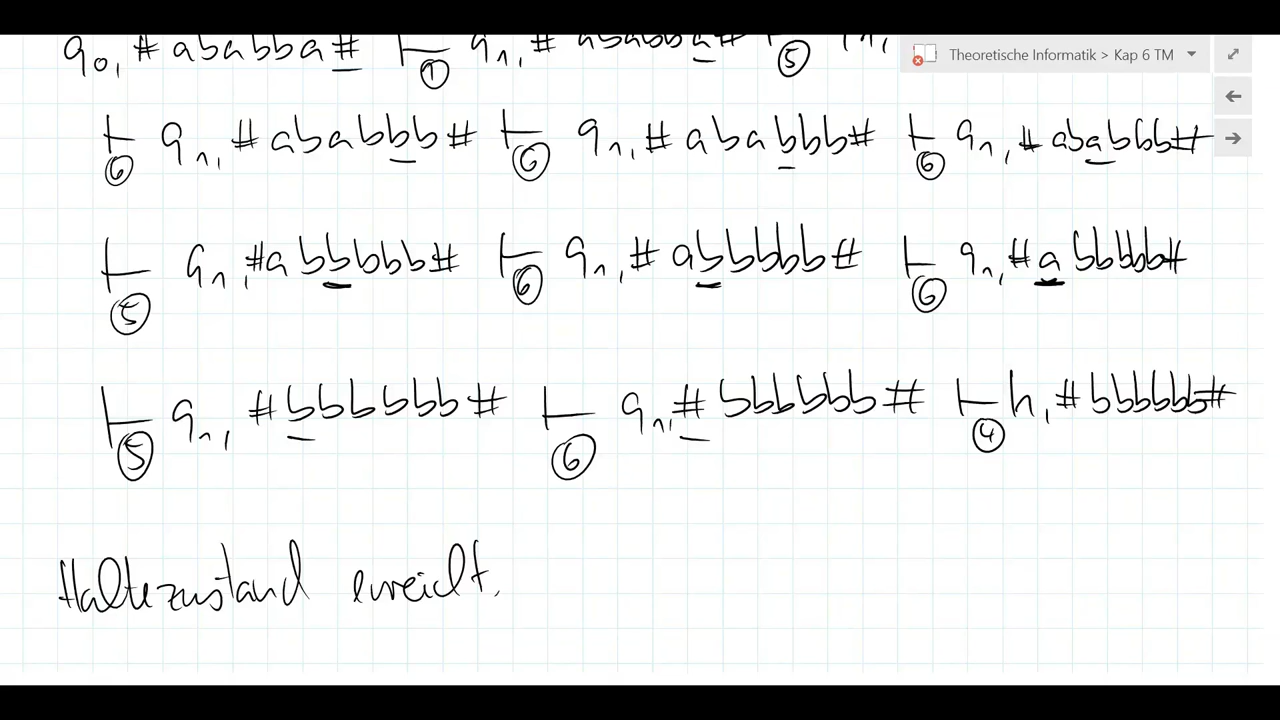 q₀, #ababba# ⊢① q₁, #ababba# ⊢⑤
Theoretische Informatik > Kap 6 TM
⊢⑥ q₁, #ababbb# ⊢⑥ q₁, #ababbb# ⊢⑥ q₁, #ababbb#
⊢⑤ q₁, #abbbbb# ⊢⑥ q₁, #abbbbb# ⊢⑥ q₁, #abbbbb#
⊢⑤ q₁, #bbbbbb# ⊢⑥ q₁, #bbbbbb# ⊢④ h, #bbbbbb#
Haltezustand erreicht.